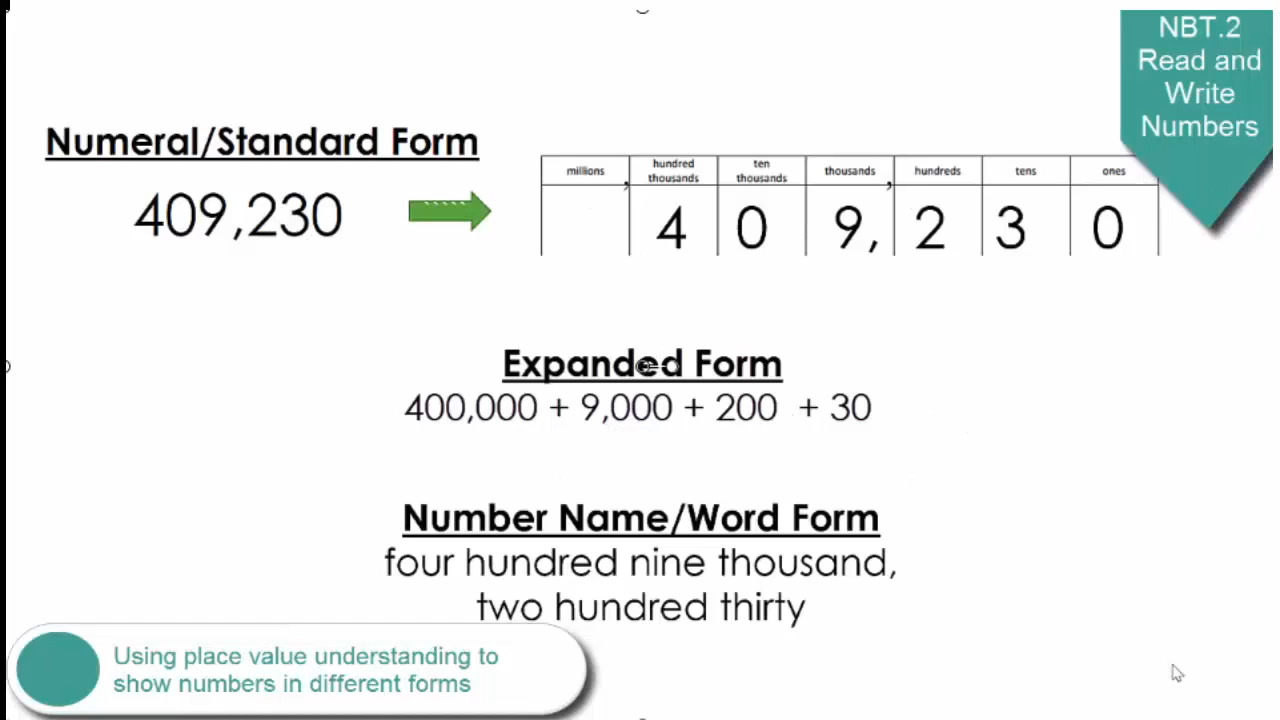 NBT.2
Read and
Write
Numbers
Numeral/Standard Form
409,230
millions , hundred thousands ten thousands thousands , hundreds tens ones
4 0 9, 2 3 0
Expanded Form
400,000 + 9,000 + 200 + 30
Number Name/Word Form
four hundred nine thousand,
two hundred thirty
Using place value understanding to
show numbers in different forms